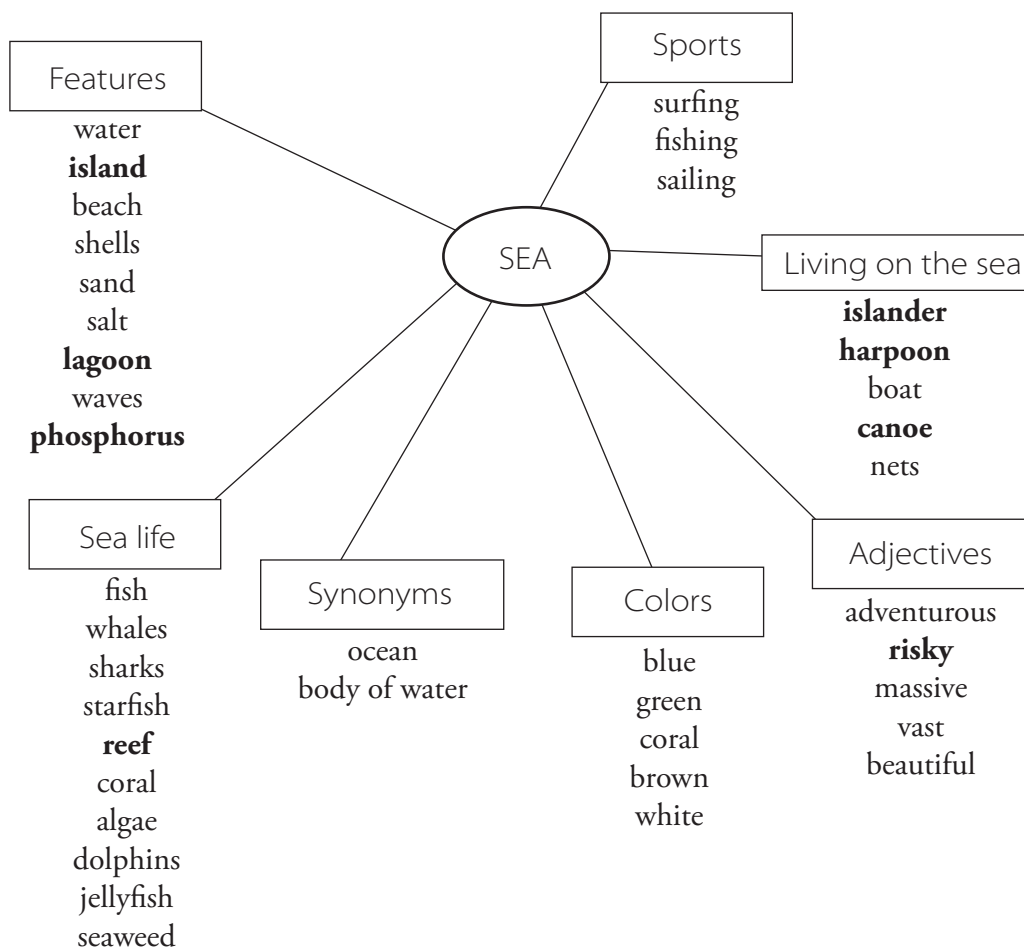 Features
water
island
beach
shells
sand
salt
lagoon
waves
phosphorus
Sports
surfing
fishing
sailing
SEA
Living on the sea
islander
harpoon
boat
canoe
nets
Sea life
fish
whales
sharks
starfish
reef
coral
algae
dolphins
jellyfish
seaweed
Synonyms
ocean
body of water
Colors
blue
green
coral
brown
white
Adjectives
adventurous
risky
massive
vast
beautiful